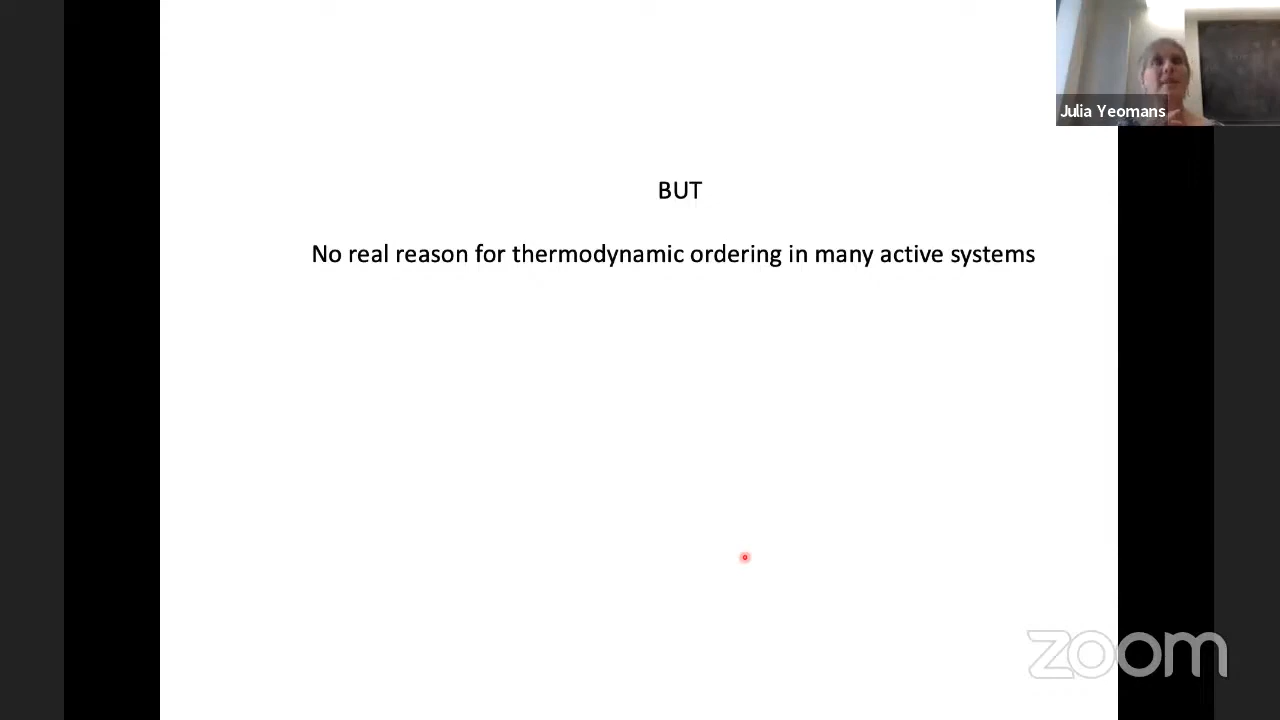 Julia Yeomans
BUT
No real reason for thermodynamic ordering in many active systems
zoom